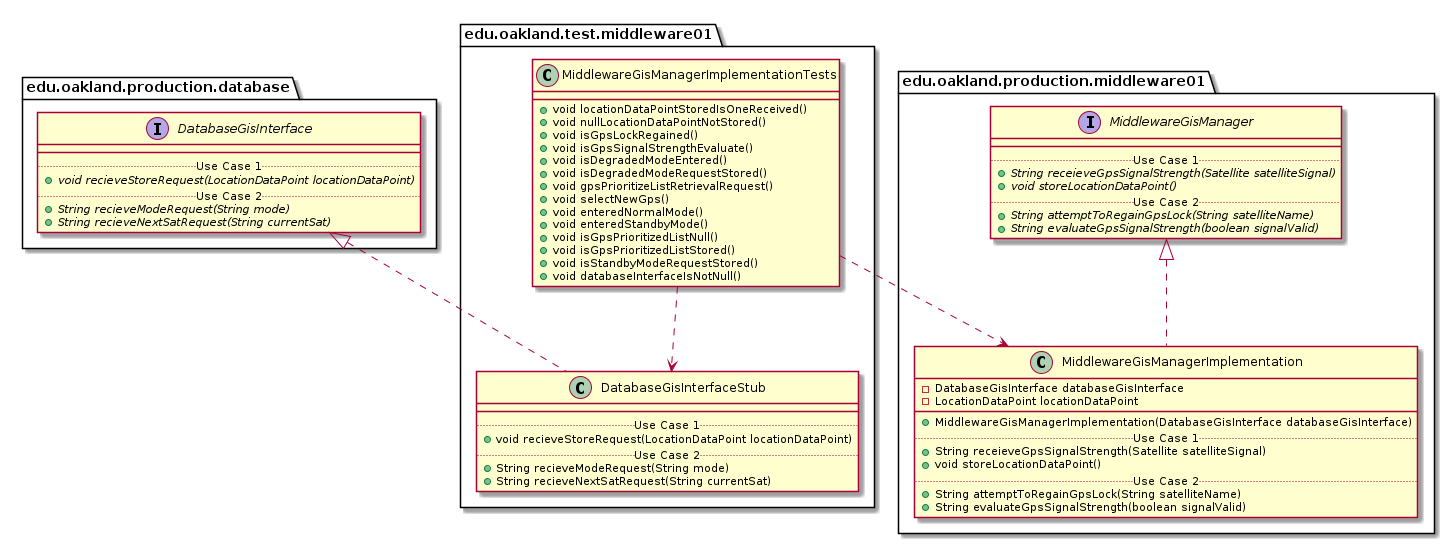 edu.oakland.production.database
I DatabaseGisInterface
Use Case 1
void recieveStoreRequest(LocationDataPoint locationDataPoint)
Use Case 2
String recieveModeRequest(String mode)
String recieveNextSatRequest(String currentSat)
edu.oakland.test.middleware01
C MiddlewareGisManagerImplementationTests
void locationDataPointStoredIsOneReceived()
void nullLocationDataPointNotStored()
void isGpsLockRegained()
void isGpsSignalStrengthEvaluate()
void isDegradedModeEntered()
void isDegradedModeRequestStored()
void gpsPrioritizeListRetrievalRequest()
void selectNewGps()
void enteredNormalMode()
void enteredStandbyMode()
void isGpsPrioritizedListNull()
void isGpsPrioritizedListStored()
void isStandbyModeRequestStored()
void databaseInterfaceIsNotNull()
C DatabaseGisInterfaceStub
Use Case 1
void recieveStoreRequest(LocationDataPoint locationDataPoint)
Use Case 2
String recieveModeRequest(String mode)
String recieveNextSatRequest(String currentSat)
edu.oakland.production.middleware01
I MiddlewareGisManager
Use Case 1
String receieveGpsSignalStrength(Satellite satelliteSignal)
void storeLocationDataPoint()
Use Case 2
String attemptToRegainGpsLock(String satelliteName)
String evaluateGpsSignalStrength(boolean signalValid)
C MiddlewareGisManagerImplementation
DatabaseGisInterface databaseGisInterface
LocationDataPoint locationDataPoint
MiddlewareGisManagerImplementation(DatabaseGisInterface databaseGisInterface)
Use Case 1
String receieveGpsSignalStrength(Satellite satelliteSignal)
void storeLocationDataPoint()
Use Case 2
String attemptToRegainGpsLock(String satelliteName)
String evaluateGpsSignalStrength(boolean signalValid)